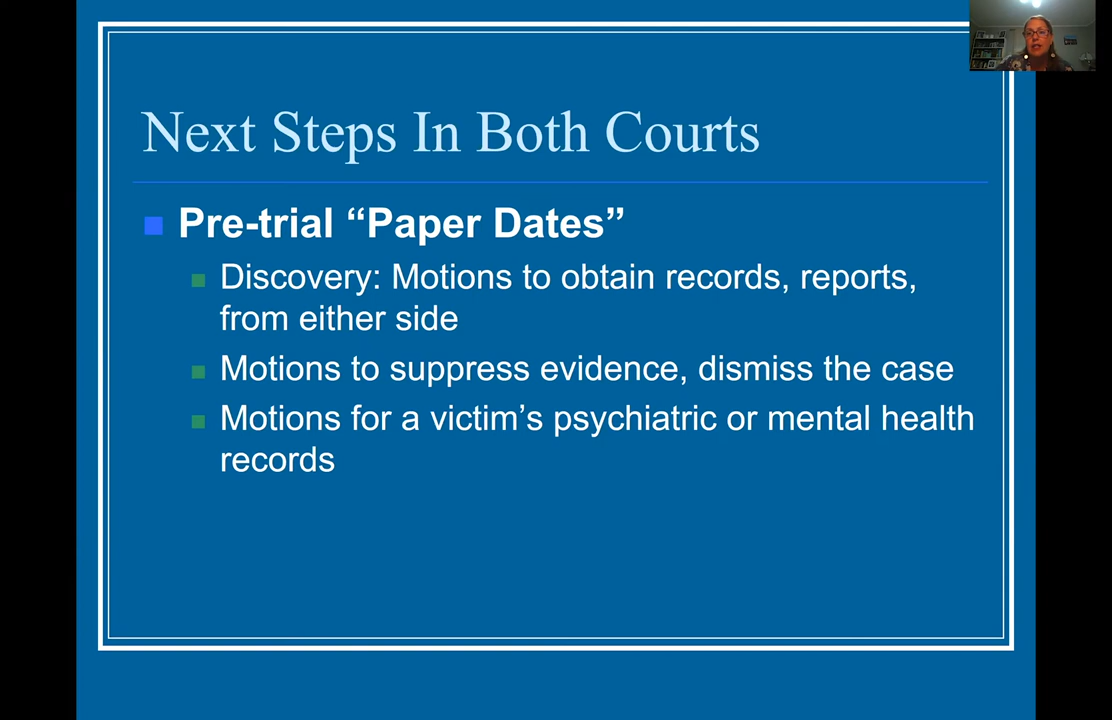 Next Steps In Both Courts
Pre-trial “Paper Dates”
Discovery: Motions to obtain records, reports,
from either side
Motions to suppress evidence, dismiss the case
Motions for a victim’s psychiatric or mental health
records